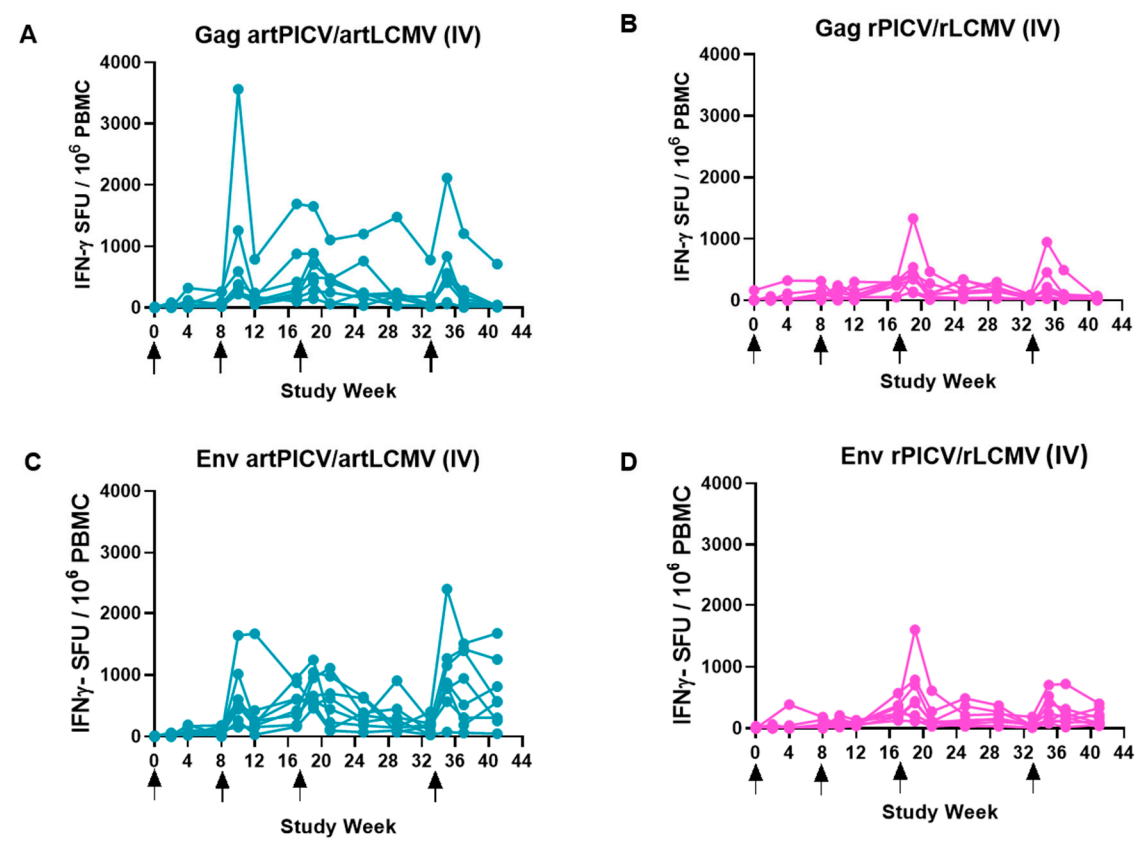 A
Gag artPICV/artLCMV (IV)
IFN-γ SFU / 10⁶ PBMC
4000
3000
2000
1000
0
0 4 8 12 16 20 24 28 32 36 40 44
Study Week
B
Gag rPICV/rLCMV (IV)
IFN-γ SFU / 10⁶ PBMC
4000
3000
2000
1000
0
0 4 8 12 16 20 24 28 32 36 40 44
Study Week
C
Env artPICV/artLCMV (IV)
IFNγ- SFU / 10⁶ PBMC
4000
3000
2000
1000
0
0 4 8 12 16 20 24 28 32 36 40 44
Study Week
D
Env rPICV/rLCMV (IV)
IFNγ- SFU / 10⁶ PBMC
4000
3000
2000
1000
0
0 4 8 12 16 20 24 28 32 36 40 44
Study Week